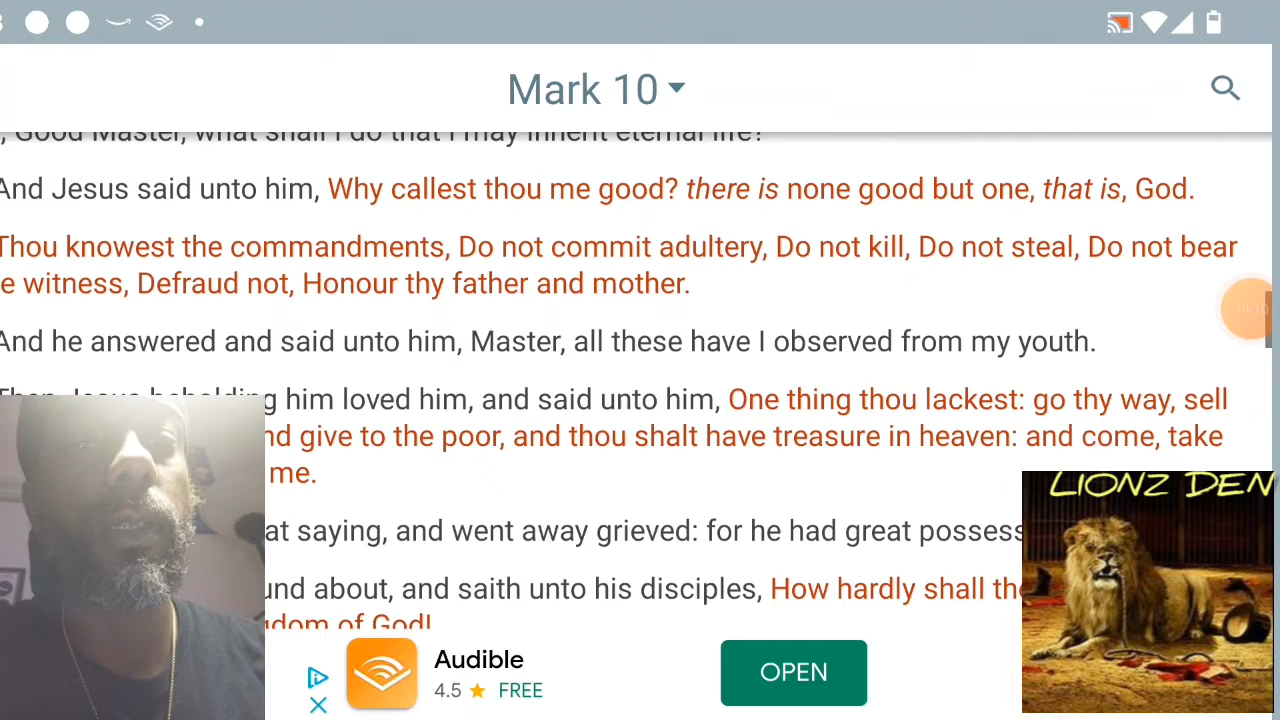 Mark 10
, Good Master, what shall I do that I may inherit eternal life?
And Jesus said unto him, Why callest thou me good? there is none good but one, that is, God.
Thou knowest the commandments, Do not commit adultery, Do not kill, Do not steal, Do not bear
e witness, Defraud not, Honour thy father and mother.
14:10
And he answered and said unto him, Master, all these have I observed from my youth.
Then Jesus beholding him loved him, and said unto him, One thing thou lackest: go thy way, sell
nd give to the poor, and thou shalt have treasure in heaven: and come, take
me.
at saying, and went away grieved: for he had great possess
und about, and saith unto his disciples, How hardly shall the
gdom of God!
LIONZ DEN
Audible
4.5 ★ FREE
OPEN